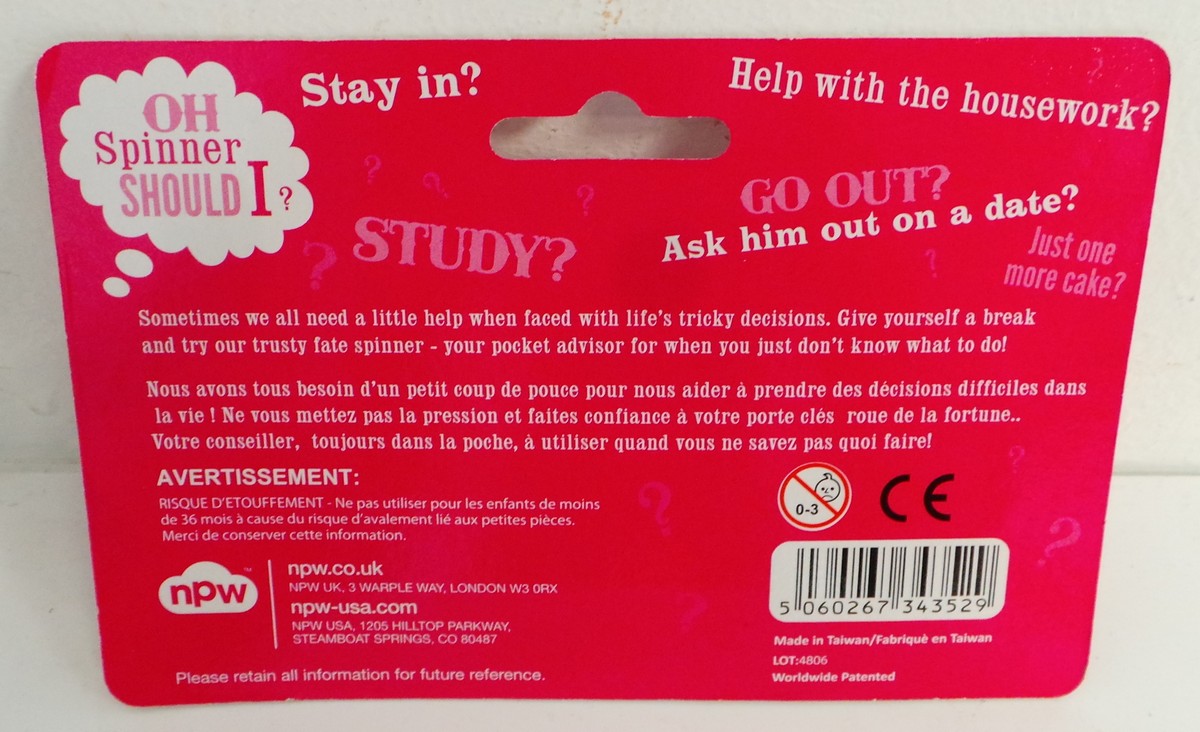 OH
Spinner
SHOULD I?
Stay in?
Help with the housework?
STUDY?
GO OUT?
Ask him out on a date?
Just one
more cake?
Sometimes we all need a little help when faced with life's tricky decisions. Give yourself a break
and try our trusty fate spinner - your pocket advisor for when you just don't know what to do!
Nous avons tous besoin d'un petit coup de pouce pour nous aider à prendre des décisions difficiles dans
la vie ! Ne vous mettez pas la pression et faites confiance à votre porte clés roue de la fortune..
Votre conseiller, toujours dans la poche, à utiliser quand vous ne savez pas quoi faire!
AVERTISSEMENT:
RISQUE D'ETOUFFEMENT - Ne pas utiliser pour les enfants de moins
de 36 mois à cause du risque d'avalement lié aux petites pièces.
Merci de conserver cette information.
0-3
CE
npw™
npw.co.uk
NPW UK, 3 WARPLE WAY, LONDON W3 0RX
npw-usa.com
NPW USA, 1205 HILLTOP PARKWAY,
STEAMBOAT SPRINGS, CO 80487
Please retain all information for future reference.
5 060267 343529
Made in Taiwan/Fabriquè en Taiwan
LOT:4806
Worldwide Patented